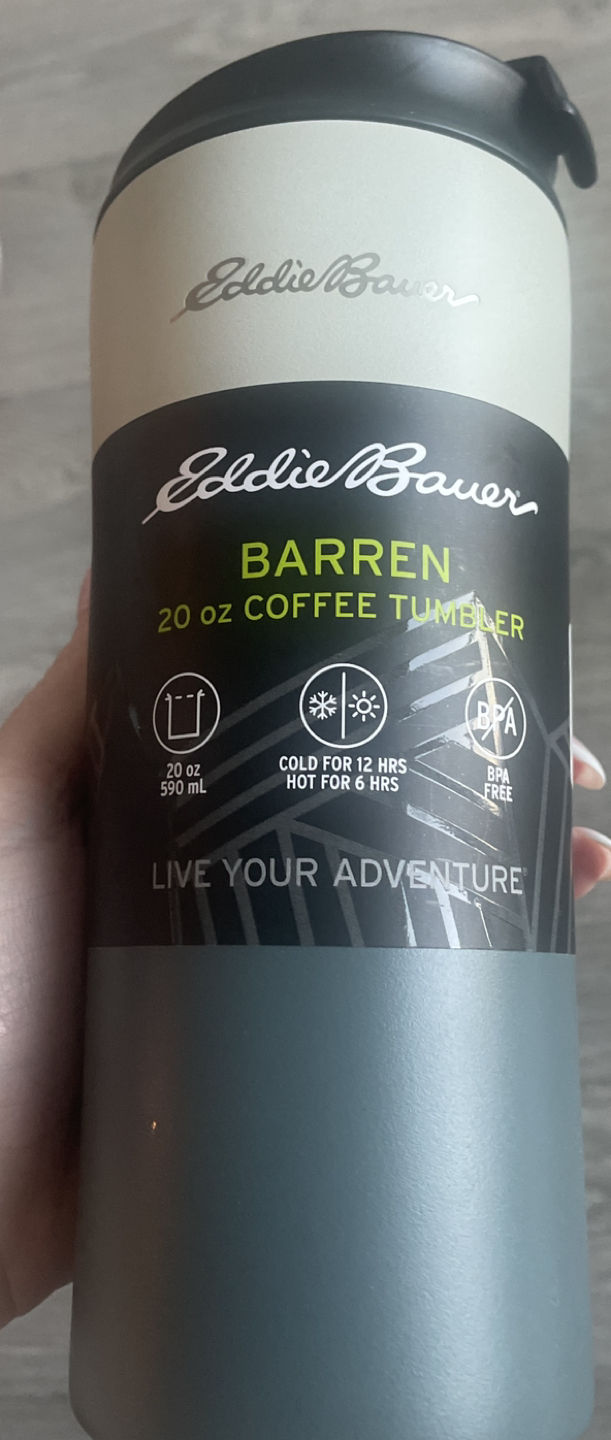 Eddie Bauer
Eddie Bauer
BARREN
20 oz COFFEE TUMBLER
BPA
20 oz
590 mL
COLD FOR 12 HRS
HOT FOR 6 HRS
BPA
FREE
LIVE YOUR ADVENTURE®